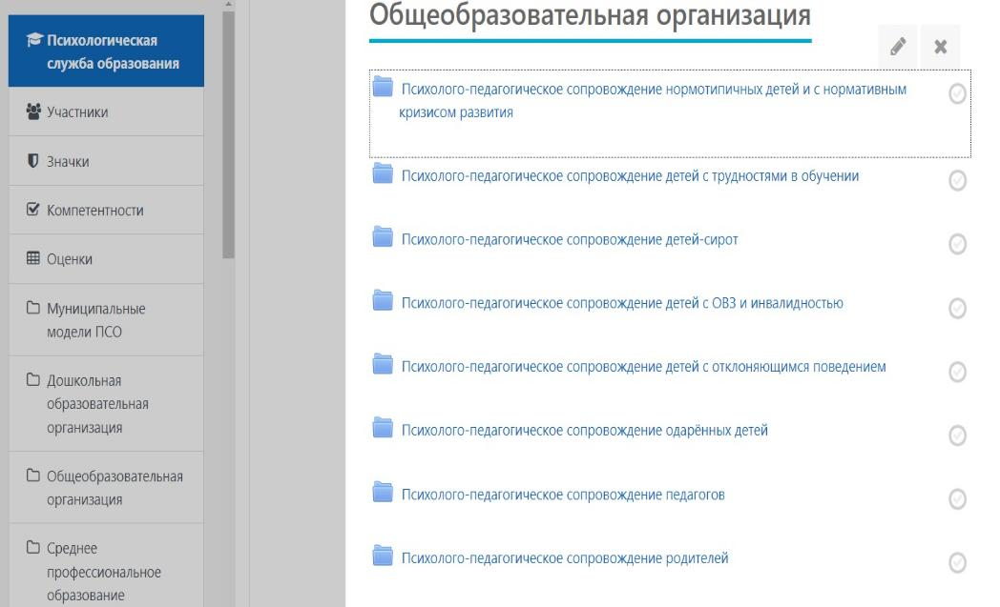 Психологическая
служба образования
Участники
Значки
Компетентности
Оценки
Муниципальные
модели ПСО
Дошкольная
образовательная
организация
Общеобразовательная
организация
Среднее
профессиональное
образование
Общеобразовательная организация
Психолого-педагогическое сопровождение нормотипичных детей и с нормативным
кризисом развития
Психолого-педагогическое сопровождение детей с трудностями в обучении
Психолого-педагогическое сопровождение детей-сирот
Психолого-педагогическое сопровождение детей с ОВЗ и инвалидностью
Психолого-педагогическое сопровождение детей с отклоняющимся поведением
Психолого-педагогическое сопровождение одарённых детей
Психолого-педагогическое сопровождение педагогов
Психолого-педагогическое сопровождение родителей